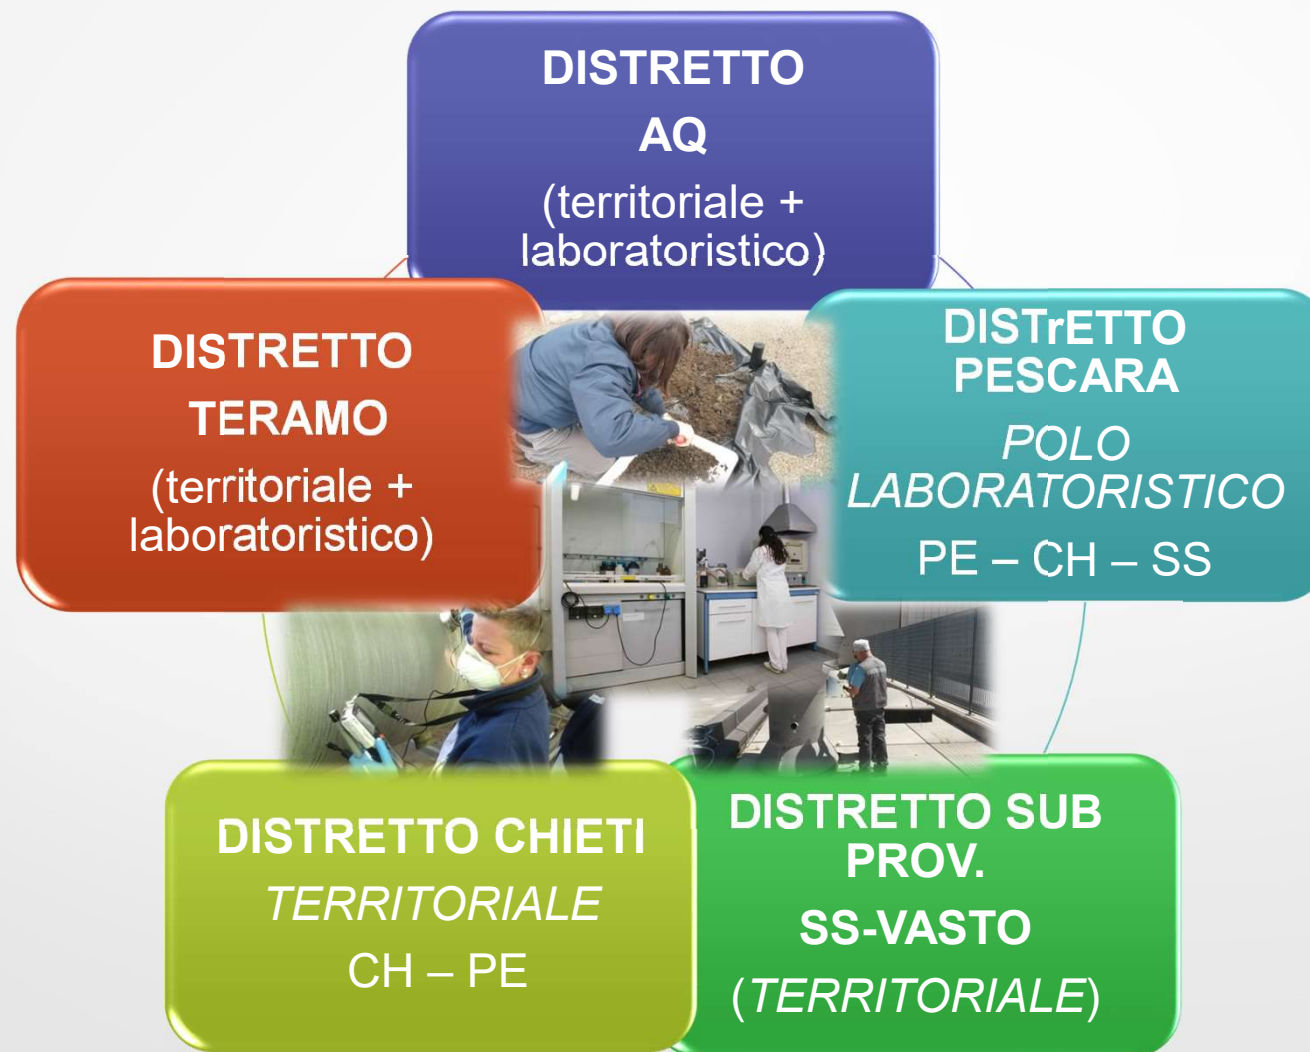 DISTRETTO
AQ
(territoriale +
laboratoristico)
DISTRETTO
TERAMO
(territoriale +
laboratoristico)
DISTrETTO
PESCARA
POLO
LABORATORISTICO
PE – CH – SS
DISTRETTO CHIETI
TERRITORIALE
CH – PE
DISTRETTO SUB
PROV.
SS-VASTO
(TERRITORIALE)